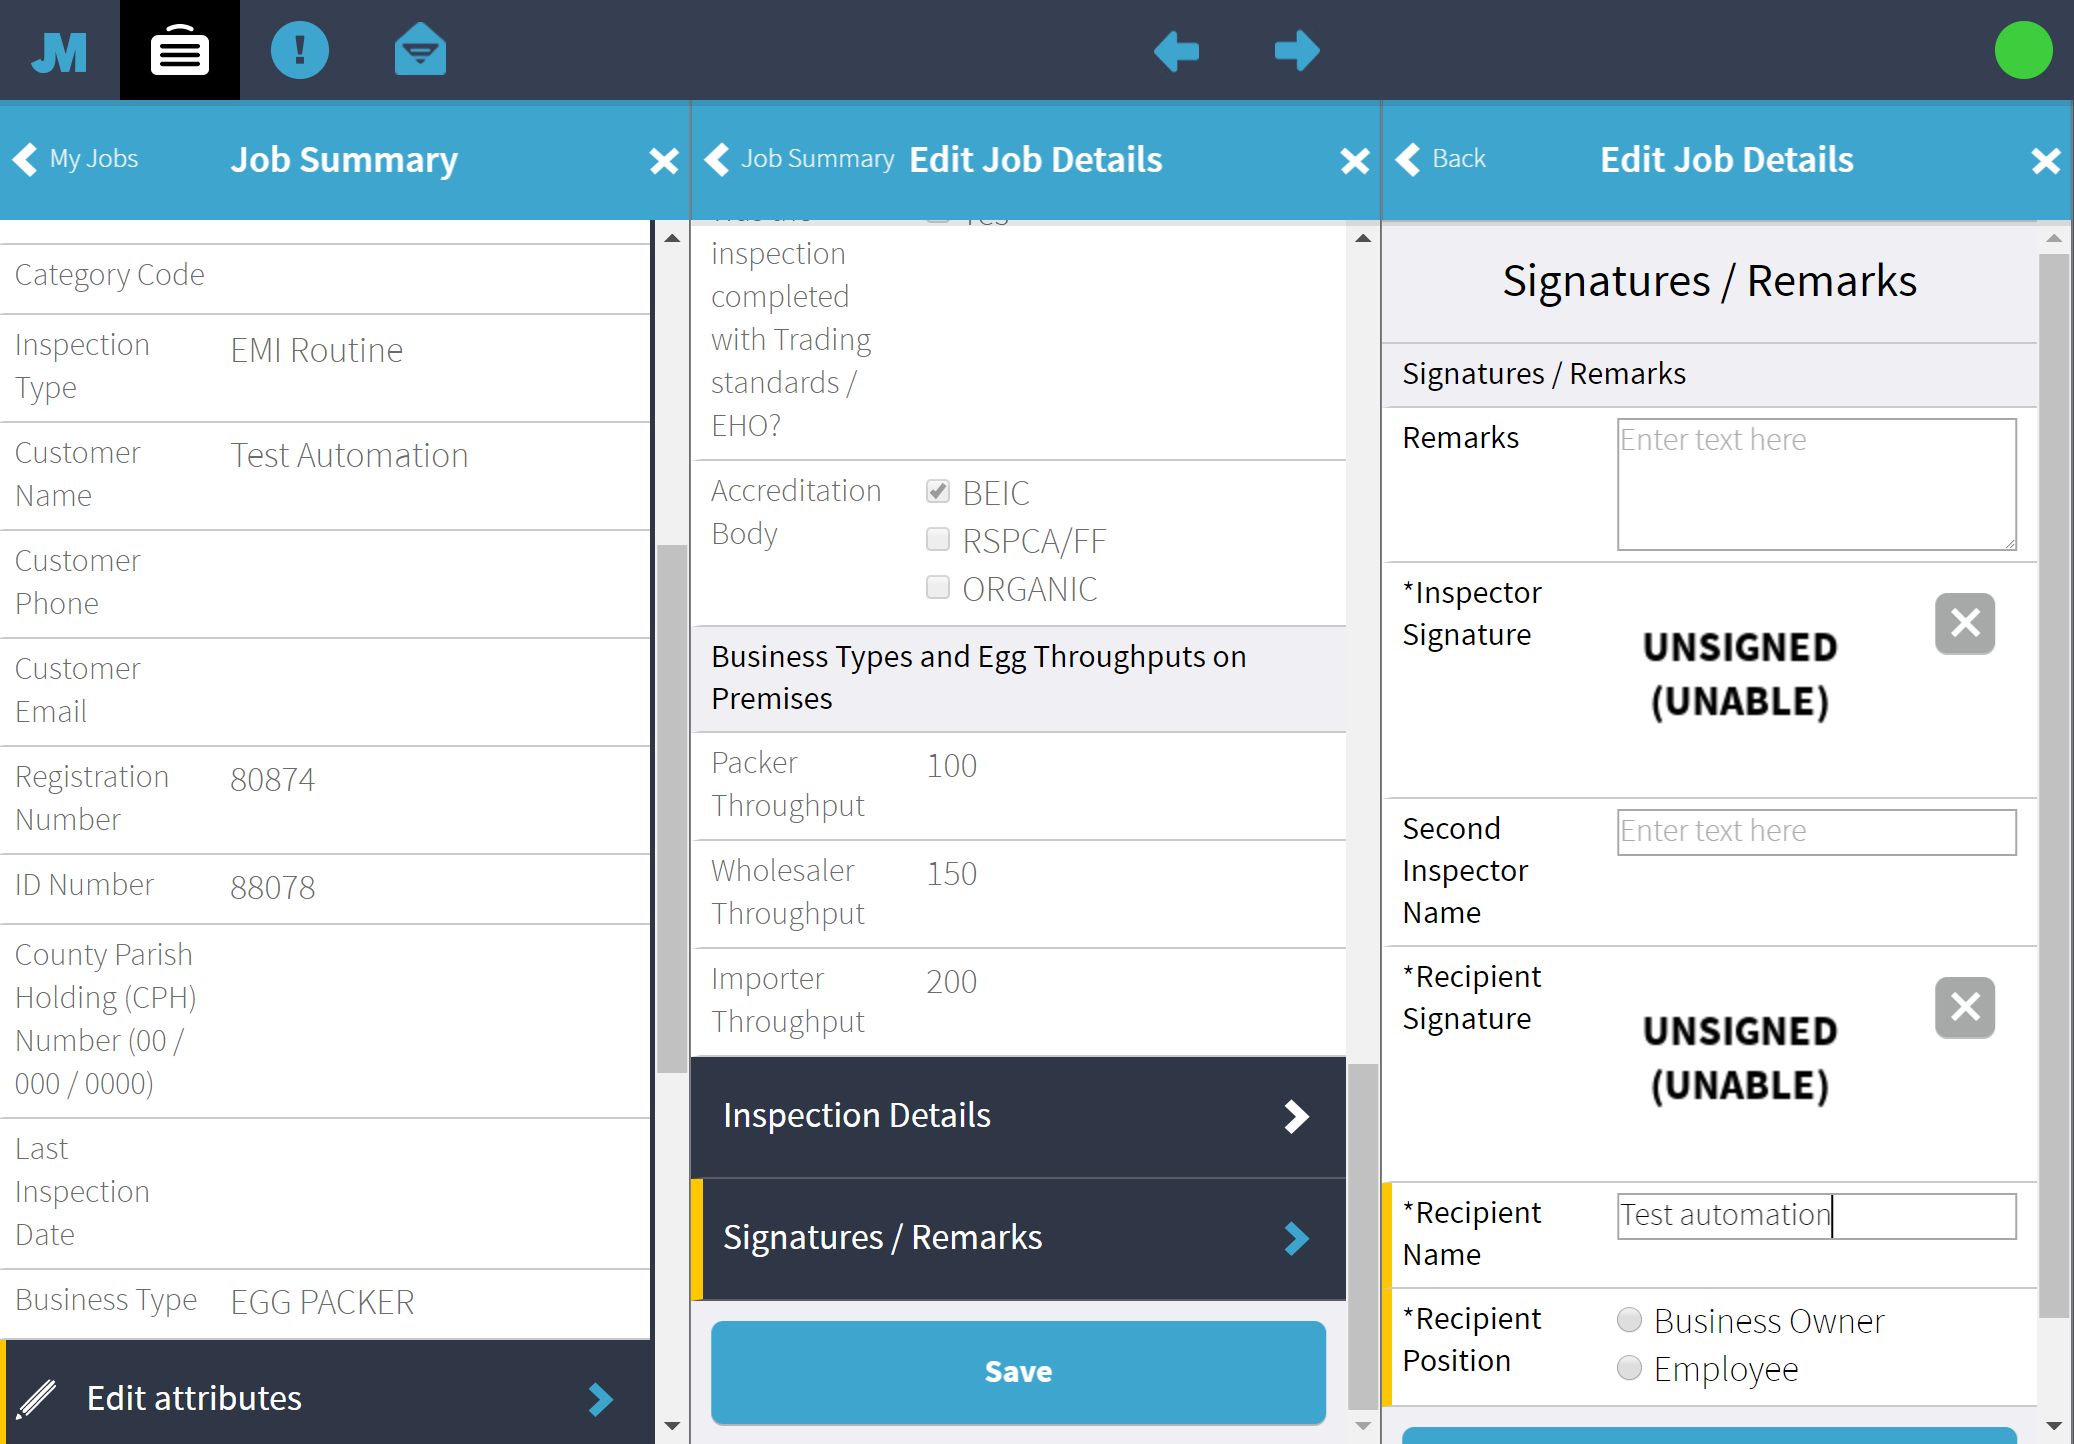 JM
My Jobs
Job Summary
Category Code
Inspection
Type
EMI Routine
Customer
Name
Test Automation
Customer
Phone
Customer
Email
Registration
Number
80874
ID Number
88078
County Parish
Holding (CPH)
Number (00 /
000 / 0000)
Last
Inspection
Date
Business Type
EGG PACKER
Edit attributes
Job Summary
Edit Job Details
Yes
inspection
completed
with Trading
standards /
EHO?
Accreditation
Body
BEIC
RSPCA/FF
ORGANIC
Business Types and Egg Throughputs on
Premises
Packer
Throughput
100
Wholesaler
Throughput
150
Importer
Throughput
200
Inspection Details
Signatures / Remarks
Save
Back
Edit Job Details
Signatures / Remarks
Signatures / Remarks
Remarks
Enter text here
*Inspector
Signature
UNSIGNED
(UNABLE)
Second
Inspector
Name
Enter text here
*Recipient
Signature
UNSIGNED
(UNABLE)
*Recipient
Name
Test automation
*Recipient
Position
Business Owner
Employee